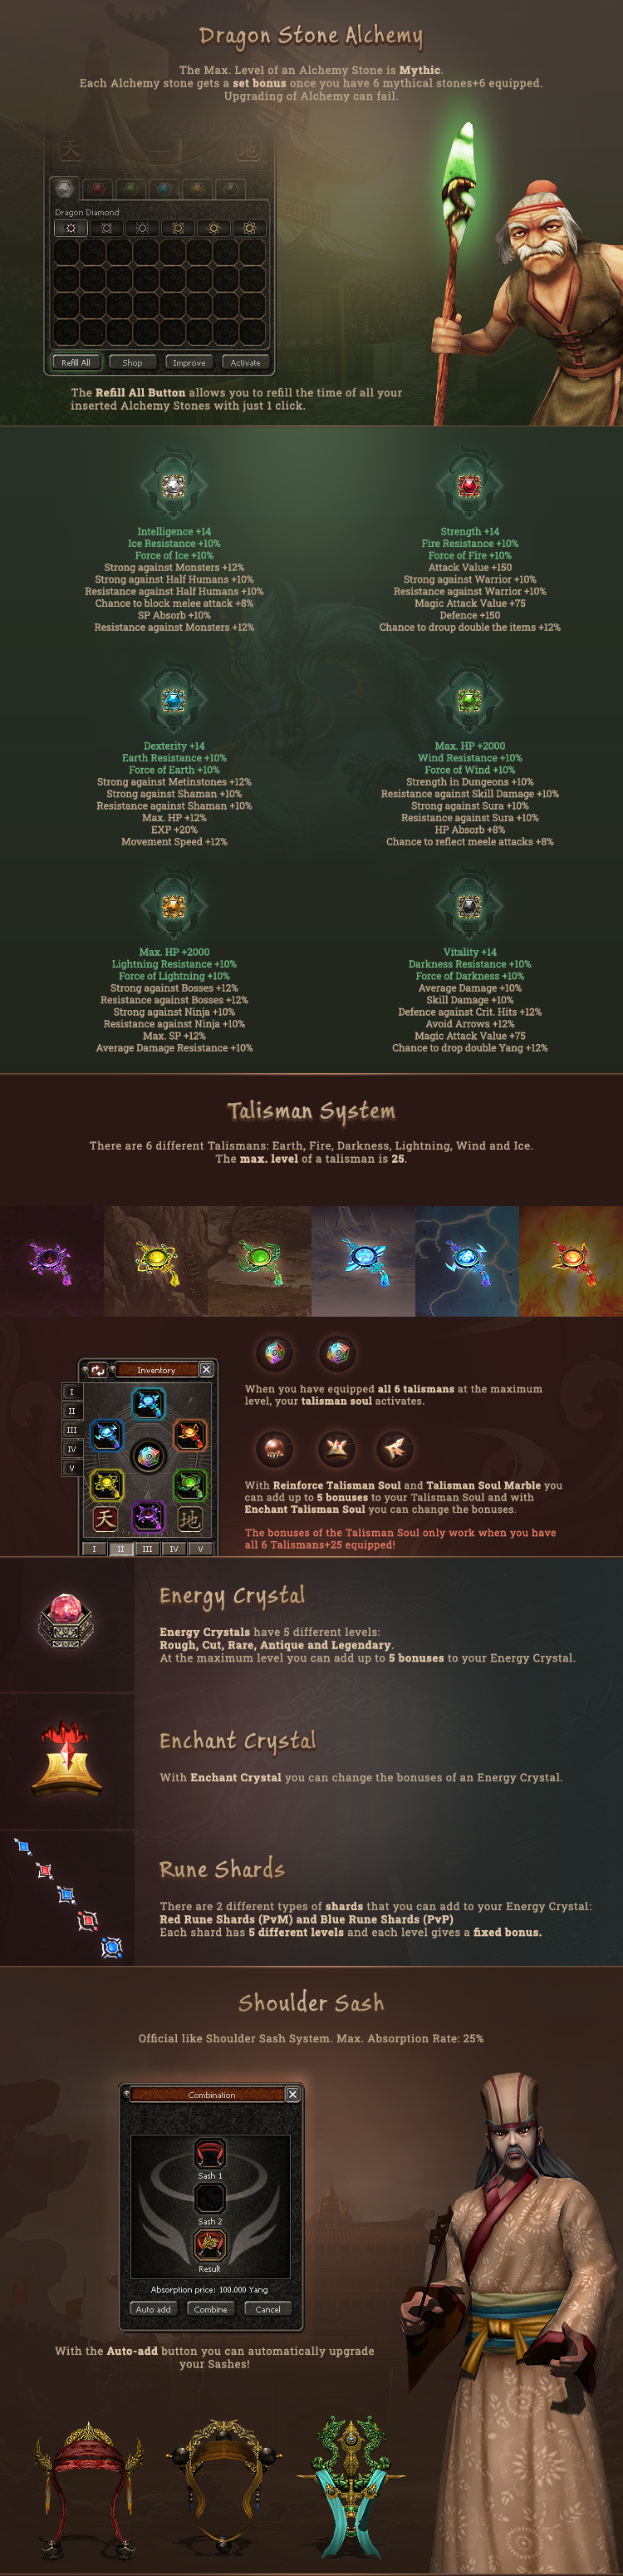 Dragon Stone Alchemy
The Max. Level of an Alchemy Stone is Mythic.
Each Alchemy stone gets a set bonus once you have 6 mythical stones+6 equipped.
Upgrading of Alchemy can fail.
天
地
Dragon Diamond
Refill All
Shop
Improve
Activate
The Refill All Button allows you to refill the time of all your
inserted Alchemy Stones with just 1 click.
Intelligence +14
Ice Resistance +10%
Force of Ice +10%
Strong against Monsters +12%
Strong against Half Humans +10%
Resistance against Half Humans +10%
Chance to block melee attack +8%
SP Absorb +10%
Resistance against Monsters +12%
Strength +14
Fire Resistance +10%
Force of Fire +10%
Attack Value +150
Strong against Warrior +10%
Resistance against Warrior +10%
Magic Attack Value +75
Defence +150
Chance to droup double the items +12%
Dexterity +14
Earth Resistance +10%
Force of Earth +10%
Strong against Metinstones +12%
Strong against Shaman +10%
Resistance against Shaman +10%
Max. HP +12%
EXP +20%
Movement Speed +12%
Max. HP +2000
Wind Resistance +10%
Force of Wind +10%
Strength in Dungeons +10%
Resistance against Skill Damage +10%
Strong against Sura +10%
Resistance against Sura +10%
HP Absorb +8%
Chance to reflect meele attacks +8%
Max. HP +2000
Lightning Resistance +10%
Force of Lightning +10%
Strong against Bosses +12%
Resistance against Bosses +12%
Strong against Ninja +10%
Resistance against Ninja +10%
Max. SP +12%
Average Damage Resistance +10%
Vitality +14
Darkness Resistance +10%
Force of Darkness +10%
Average Damage +10%
Skill Damage +10%
Defence against Crit. Hits +12%
Avoid Arrows +12%
Magic Attack Value +75
Chance to drop double Yang +12%
Talisman System
There are 6 different Talismans: Earth, Fire, Darkness, Lightning, Wind and Ice.
The max. level of a talisman is 25.
Inventory
I
II
III
IV
V
天
地
I
II
III
IV
V
When you have equipped all 6 talismans at the maximum
level, your talisman soul activates.
With Reinforce Talisman Soul and Talisman Soul Marble you
can add up to 5 bonuses to your Talisman Soul and with
Enchant Talisman Soul you can change the bonuses.
The bonuses of the Talisman Soul only work when you have
all 6 Talismans+25 equipped!
Energy Crystal
Energy Crystals have 5 different levels:
Rough, Cut, Rare, Antique and Legendary.
At the maximum level you can add up to 5 bonuses to your Energy Crystal.
Enchant Crystal
With Enchant Crystal you can change the bonuses of an Energy Crystal.
Rune Shards
There are 2 different types of shards that you can add to your Energy Crystal:
Red Rune Shards (PvM) and Blue Rune Shards (PvP)
Each shard has 5 different levels and each level gives a fixed bonus.
Shoulder Sash
Official like Shoulder Sash System. Max. Absorption Rate: 25%
Combination
Sash 1
Sash 2
Result
Absorption price: 100.000 Yang
Auto add
Combine
Cancel
With the Auto-add button you can automatically upgrade
your Sashes!